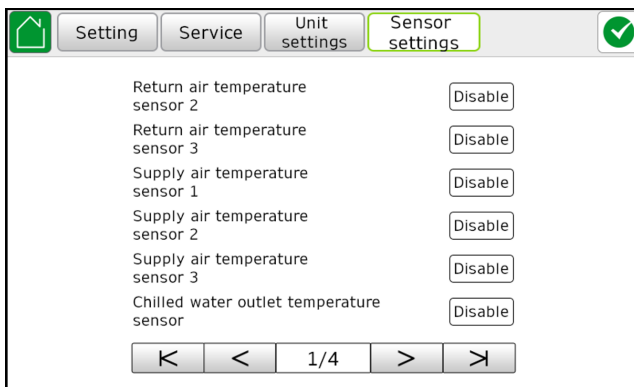 Setting
Service
Unit
settings
Sensor
settings
Return air temperature
sensor 2
Disable
Return air temperature
sensor 3
Disable
Supply air temperature
sensor 1
Disable
Supply air temperature
sensor 2
Disable
Supply air temperature
sensor 3
Disable
Chilled water outlet temperature
sensor
Disable
1/4